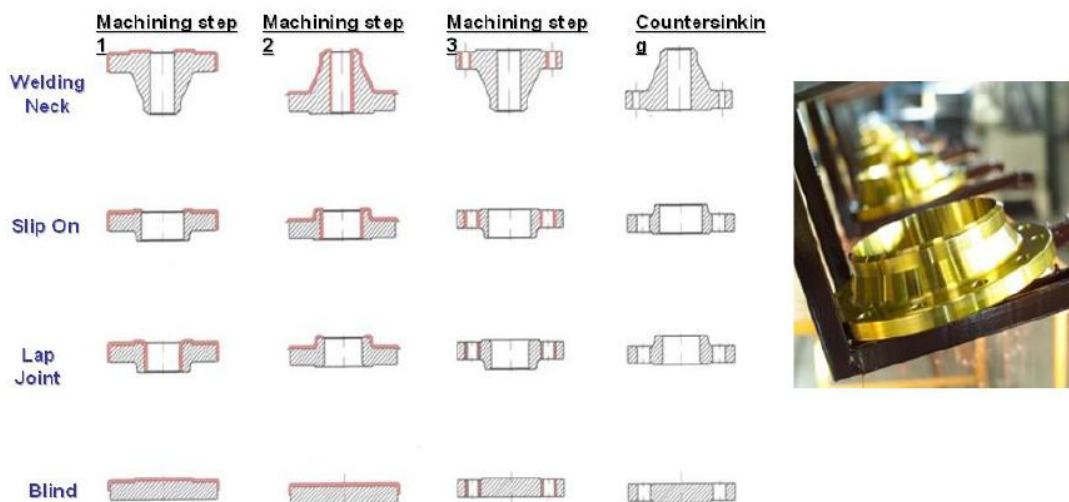 Machining step
1
Machining step
2
Machining step
3
Countersinkin
g
Welding
Neck
Slip On
Lap
Joint
Blind